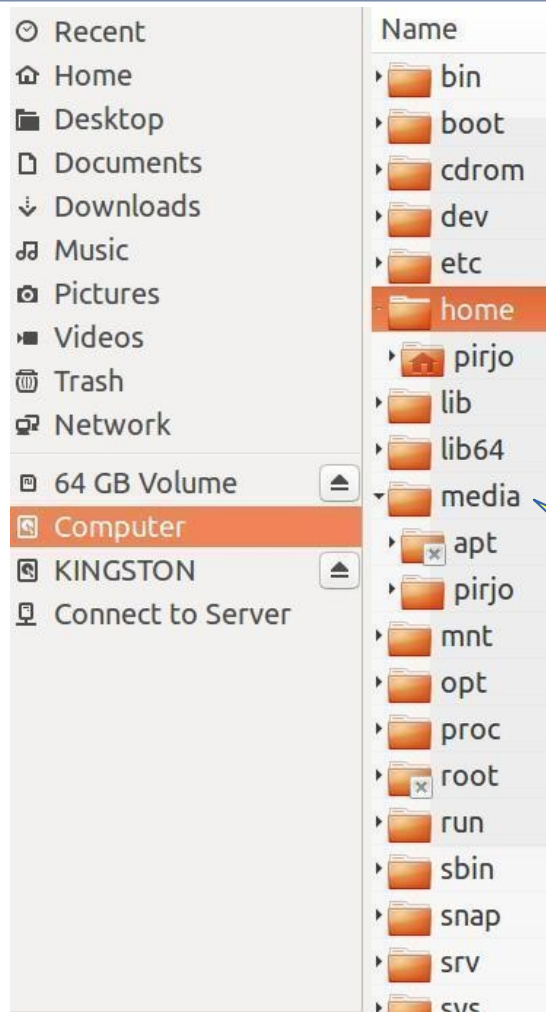 Recent
Home
Desktop
Documents
Downloads
Music
Pictures
Videos
Trash
Network
64 GB Volume
Computer
KINGSTON
Connect to Server
Name
bin
boot
cdrom
dev
etc
home
pirjo
lib
lib64
media
apt
pirjo
mnt
opt
proc
root
run
sbin
snap
srv
sys